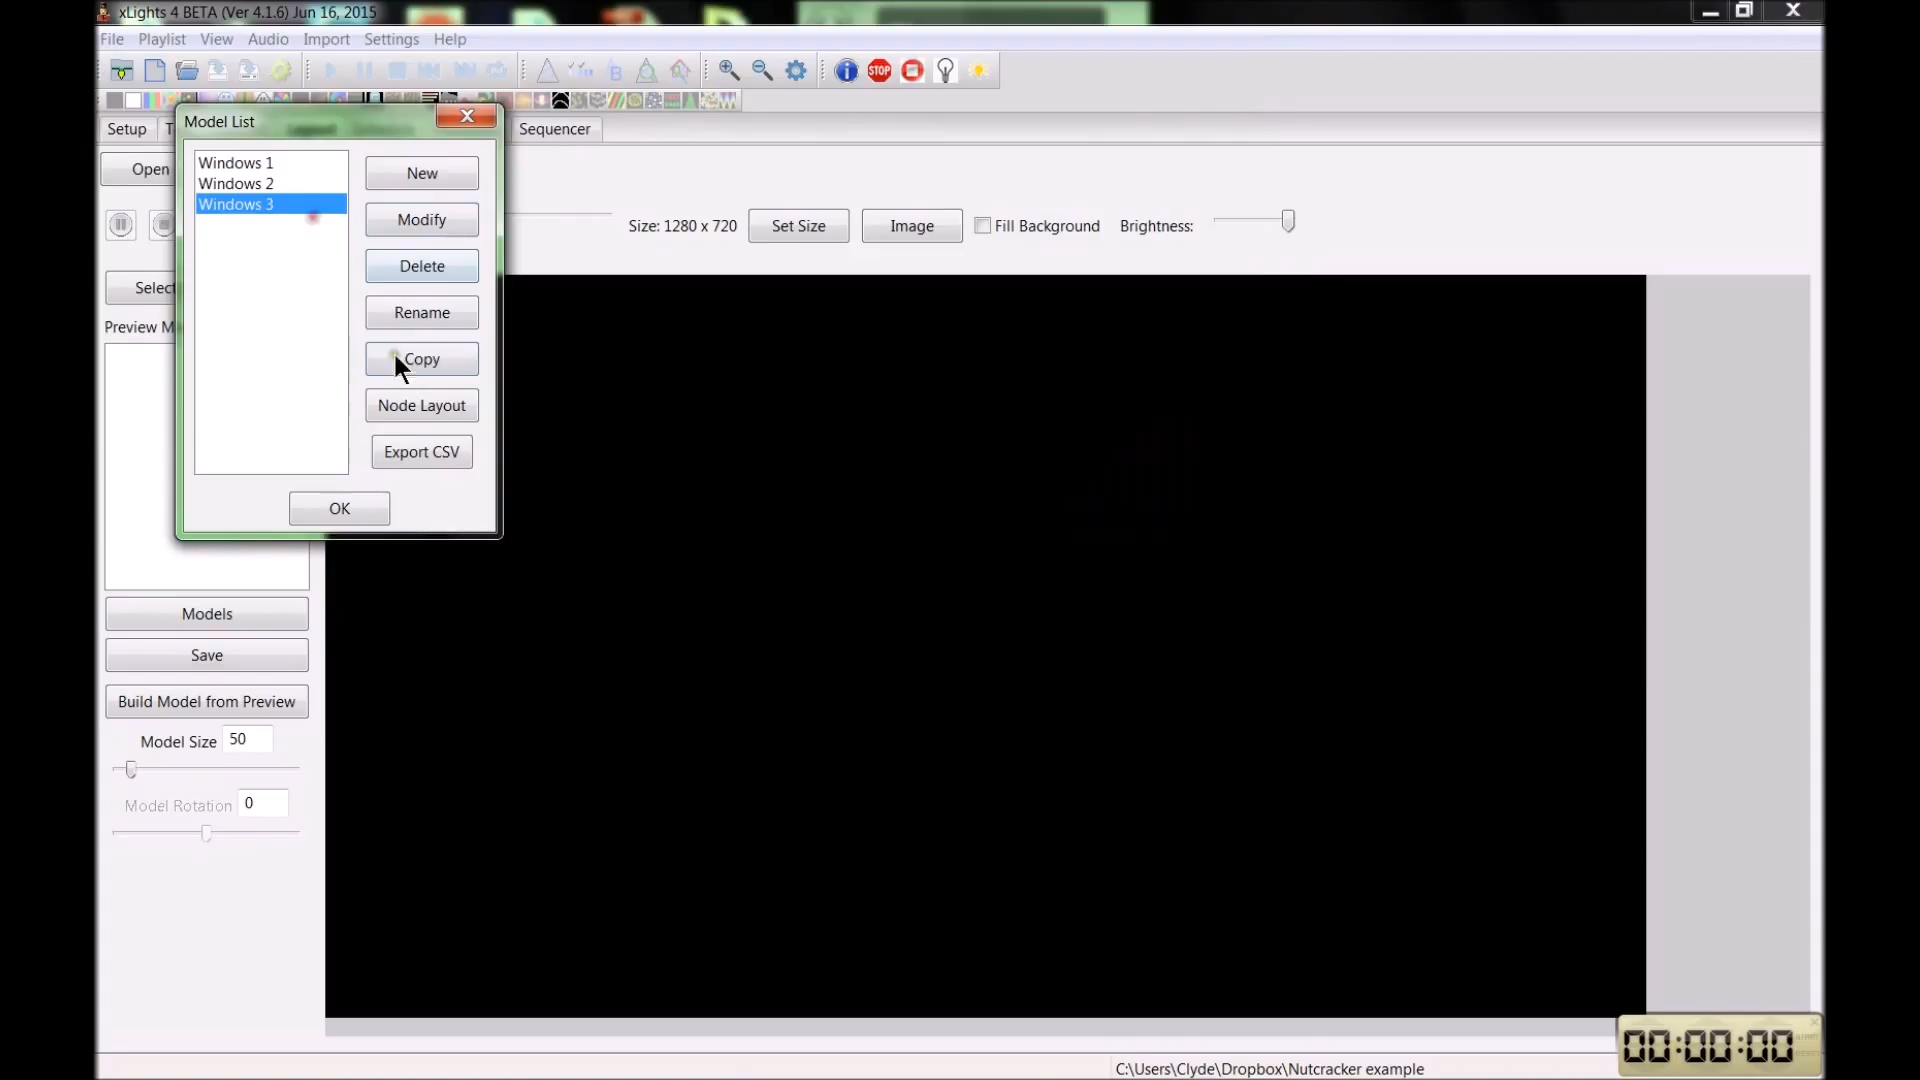 xLights 4 BETA (Ver 4.1.6) Jun 16, 2015
File Playlist View Audio Import Settings Help
STOP
Model List
Setup
Sequencer
Windows 1
Windows 2
Windows 3
New
Modify
Delete
Rename
Copy
Node Layout
Export CSV
OK
Open
Size: 1280 x 720 Set Size Image Fill Background Brightness:
Select
Preview M
Models
Save
Build Model from Preview
Model Size 50
Model Rotation 0
00:00:00
C:\Users\Clyde\Dropbox\Nutcracker example